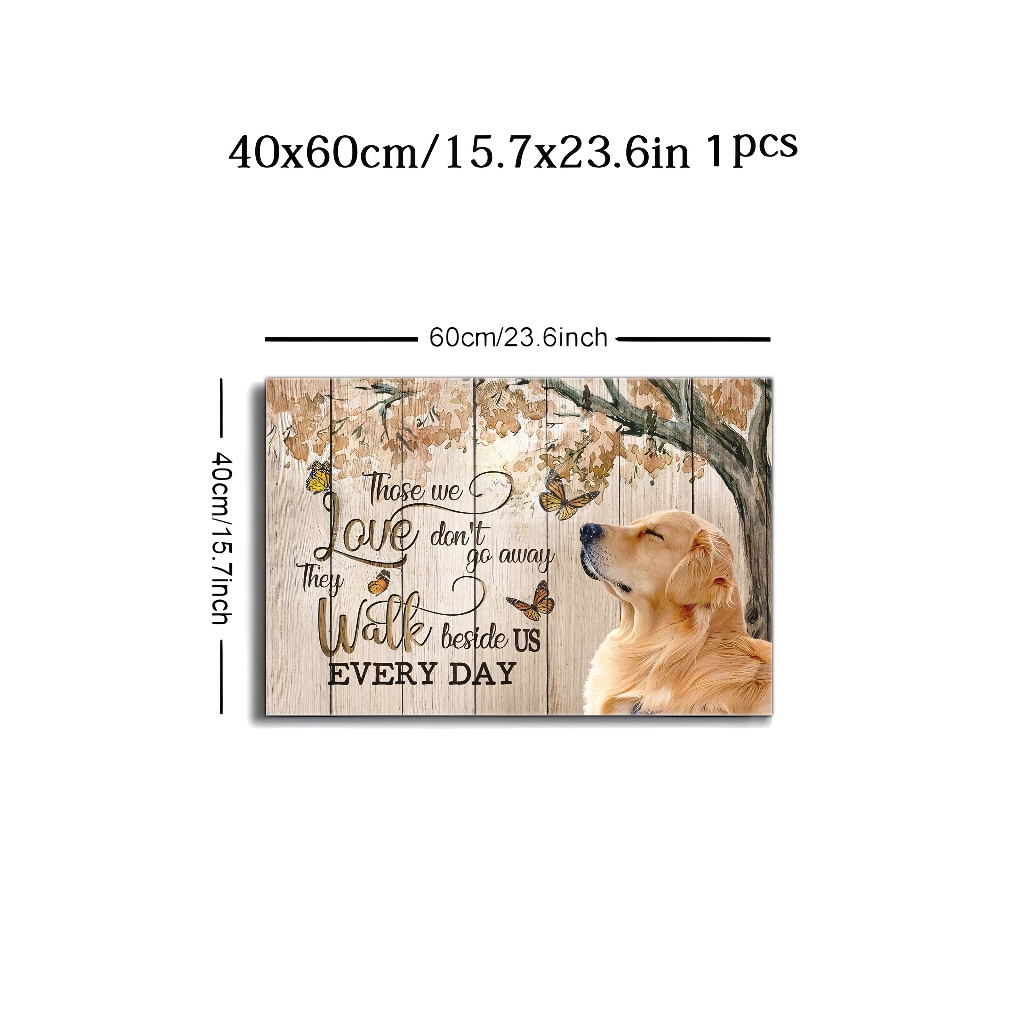 40x60cm/15.7x23.6in 1pcs
60cm/23.6inch
40cm/15.7inch
Those we
Love don't
go away
They
Walk beside US
EVERY DAY